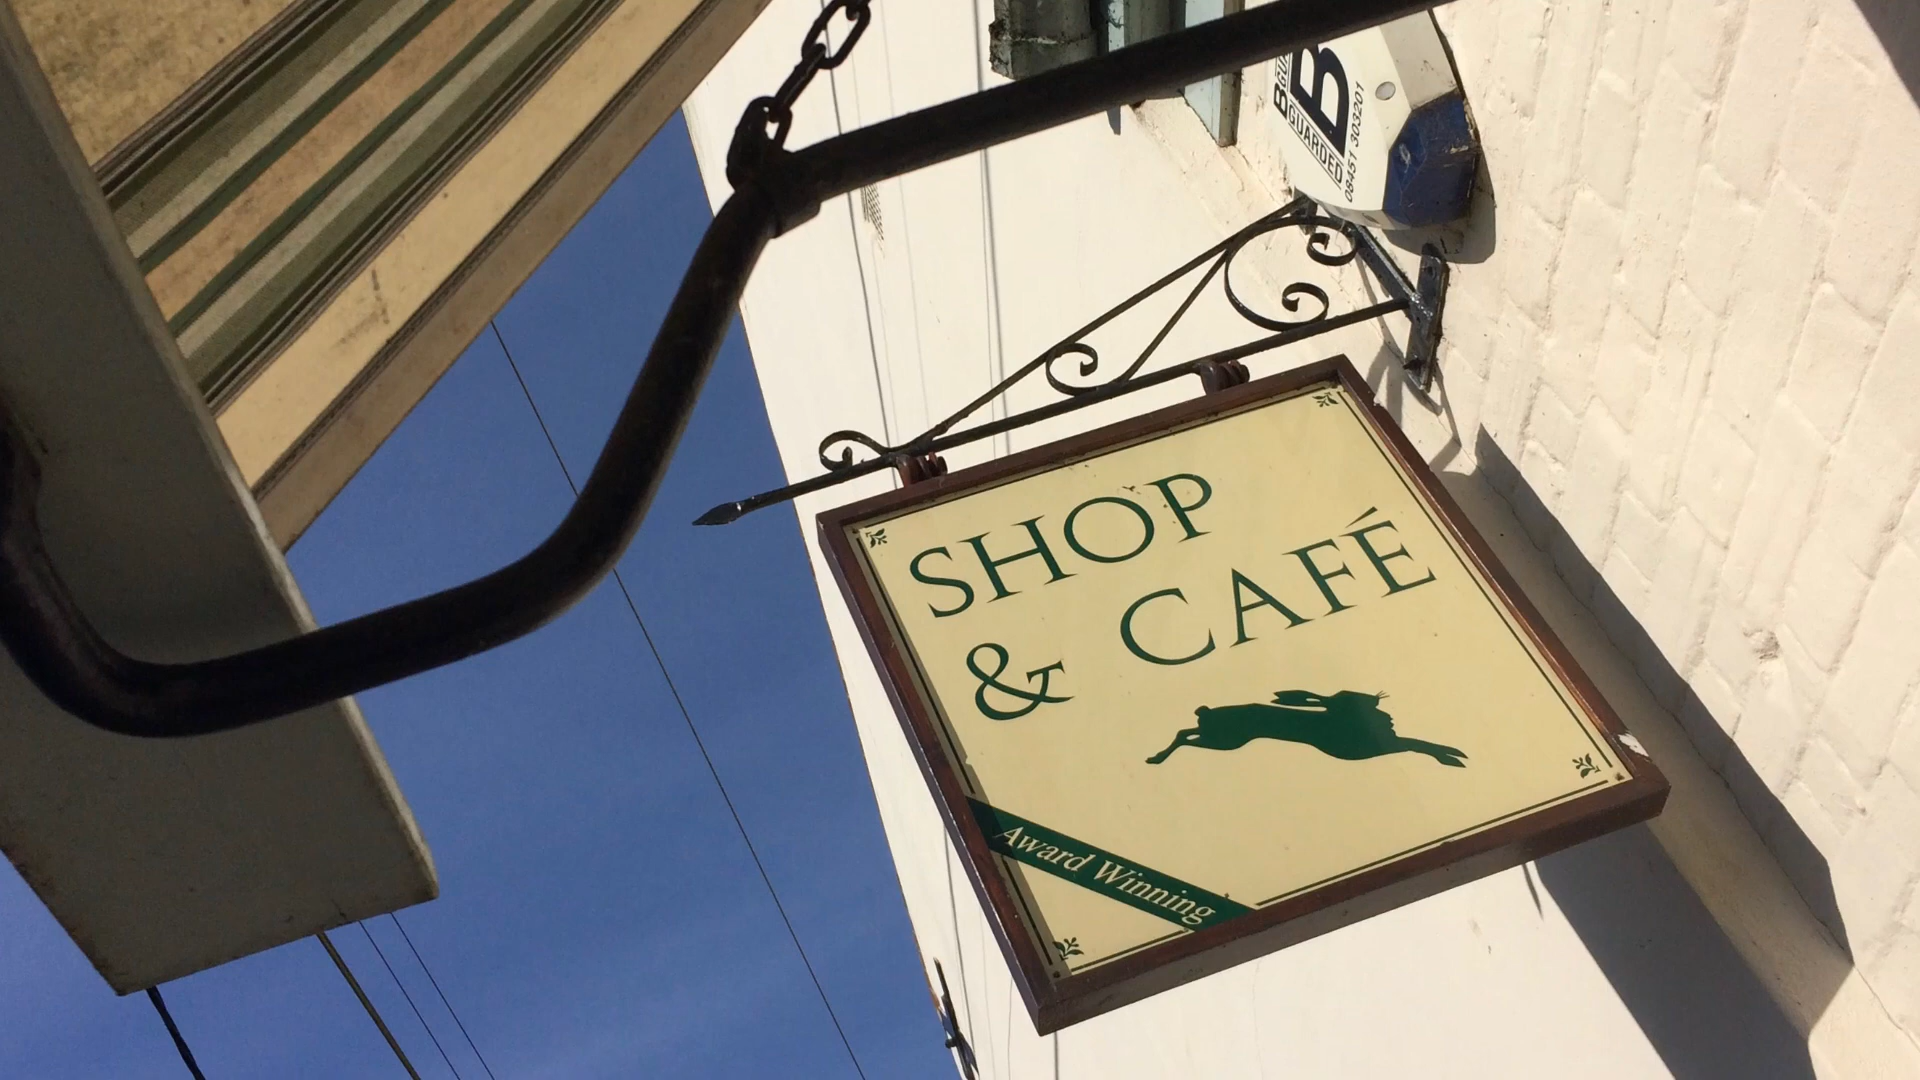 B
GUARDED
08451 303201
SHOP
& CAFÉ
Award Winning